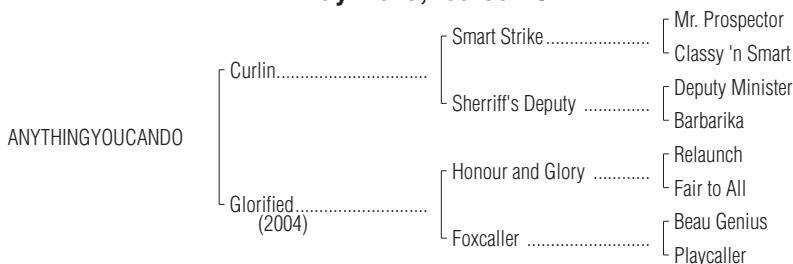 Mr. Prospector
Smart Strike.....................
Classy 'n Smart
Curlin..............................
Deputy Minister
Sherriff's Deputy .............
Barbarika
ANYTHINGYOUCANDO
Relaunch
Honour and Glory ...........
Fair to All
Glorified..........................
(2004)
Beau Genius
Foxcaller ........................
Playcaller